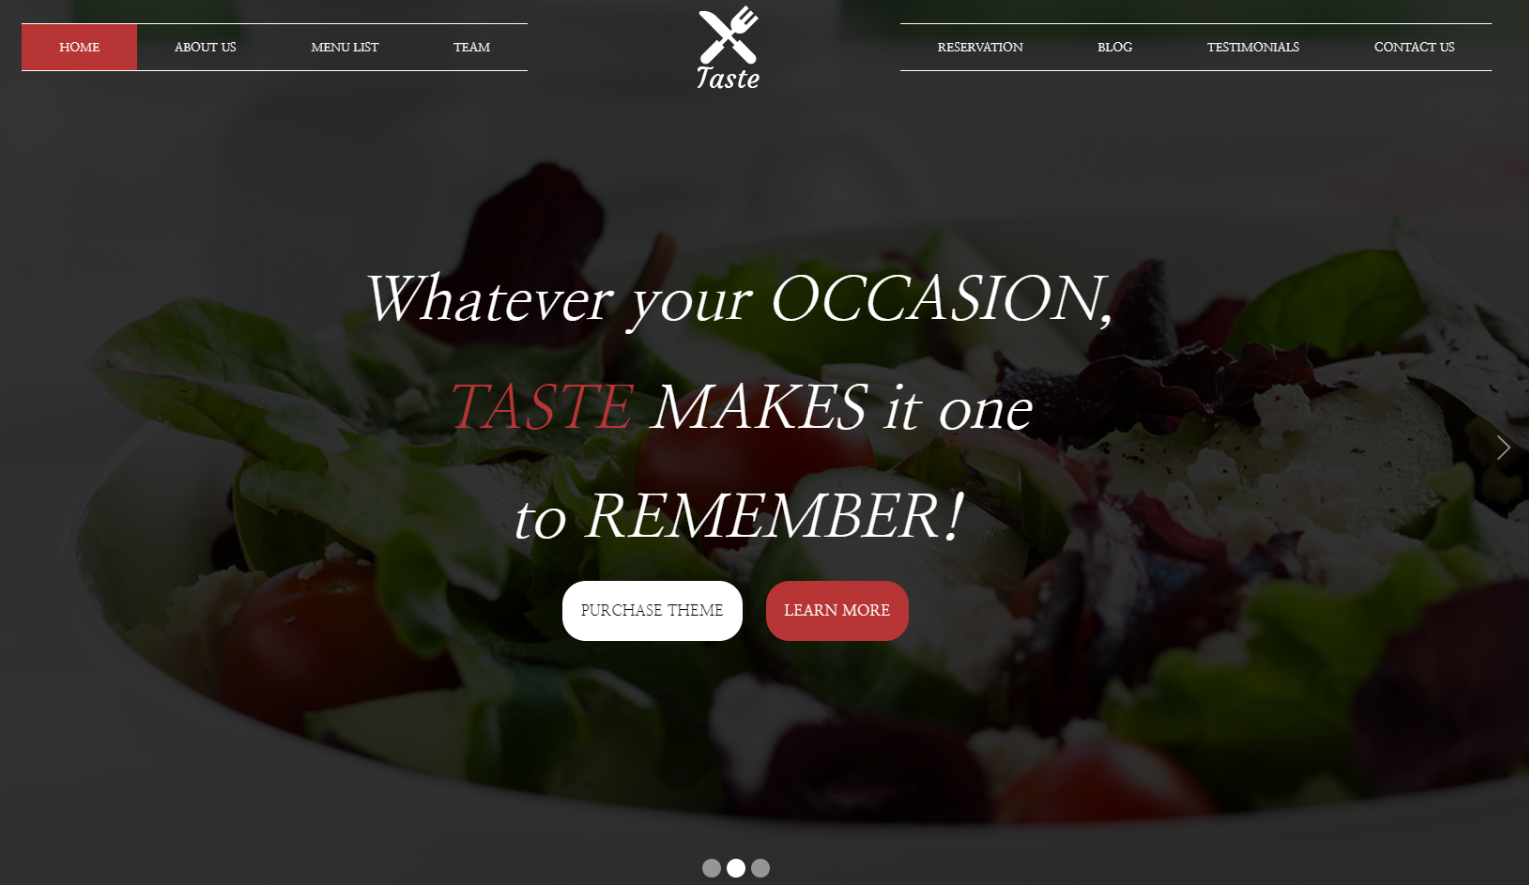 HOME ABOUT US MENU LIST TEAM
Taste
RESERVATION BLOG TESTIMONIALS CONTACT US
Whatever your OCCASION,
TASTE MAKES it one
to REMEMBER!
PURCHASE THEME LEARN MORE